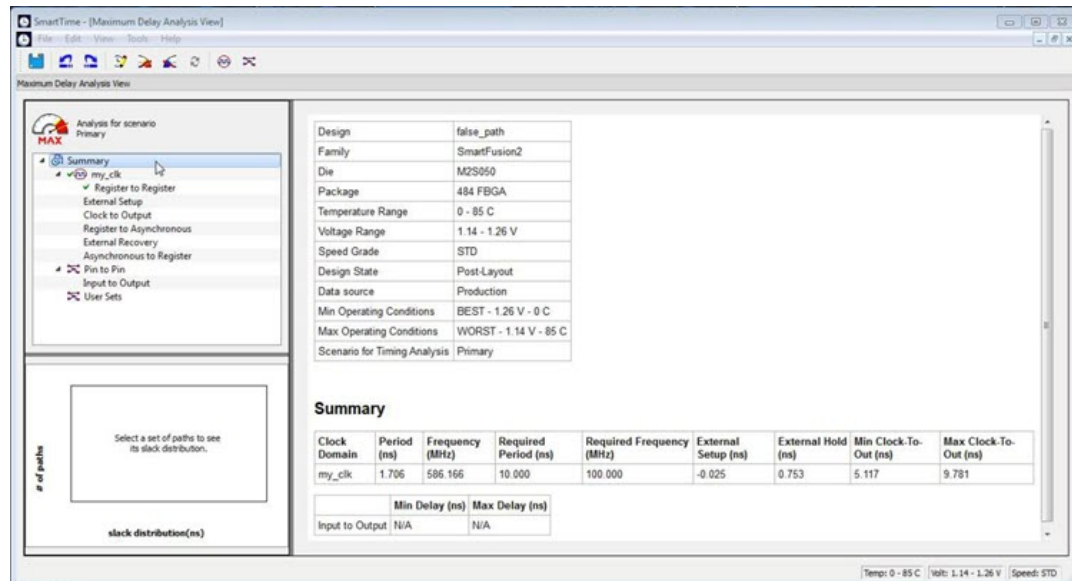 SmartTime - [Maximum Delay Analysis View]
File Edit View Tools Help
Maximum Delay Analysis View
Analysis for scenario
Primary
MAX
Summary
my_clk
Register to Register
External Setup
Clock to Output
Register to Asynchronous
External Recovery
Asynchronous to Register
Pin to Pin
Input to Output
User Sets
Select a set of paths to see
its slack distribution.
# of paths
slack distribution(ns)
Design false_path
Family SmartFusion2
Die M2S050
Package 484 FBGA
Temperature Range 0 - 85 C
Voltage Range 1.14 - 1.26 V
Speed Grade STD
Design State Post-Layout
Data source Production
Min Operating Conditions BEST - 1.26 V - 0 C
Max Operating Conditions WORST - 1.14 V - 85 C
Scenario for Timing Analysis Primary
Summary
Clock Domain Period (ns) Frequency (MHz) Required Period (ns) Required Frequency (MHz) External Setup (ns) External Hold (ns) Min Clock-To-Out (ns) Max Clock-To-Out (ns)
my_clk 1.706 586.166 10.000 100.000 -0.025 0.753 5.117 9.781
Min Delay (ns) Max Delay (ns)
Input to Output N/A N/A
Temp: 0 - 85 C Volt: 1.14 - 1.26 V Speed: STD